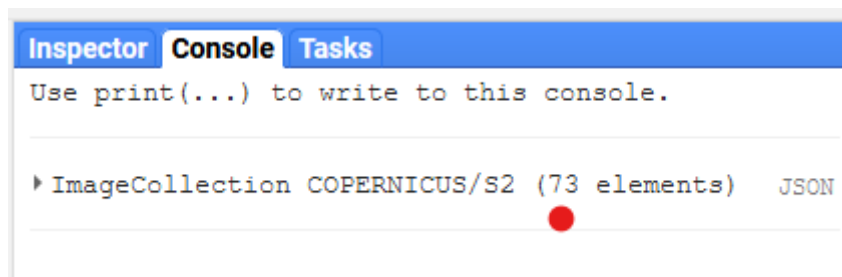 Inspector Console Tasks
Use print(...) to write to this console.
ImageCollection COPERNICUS/S2 (73 elements) JSON